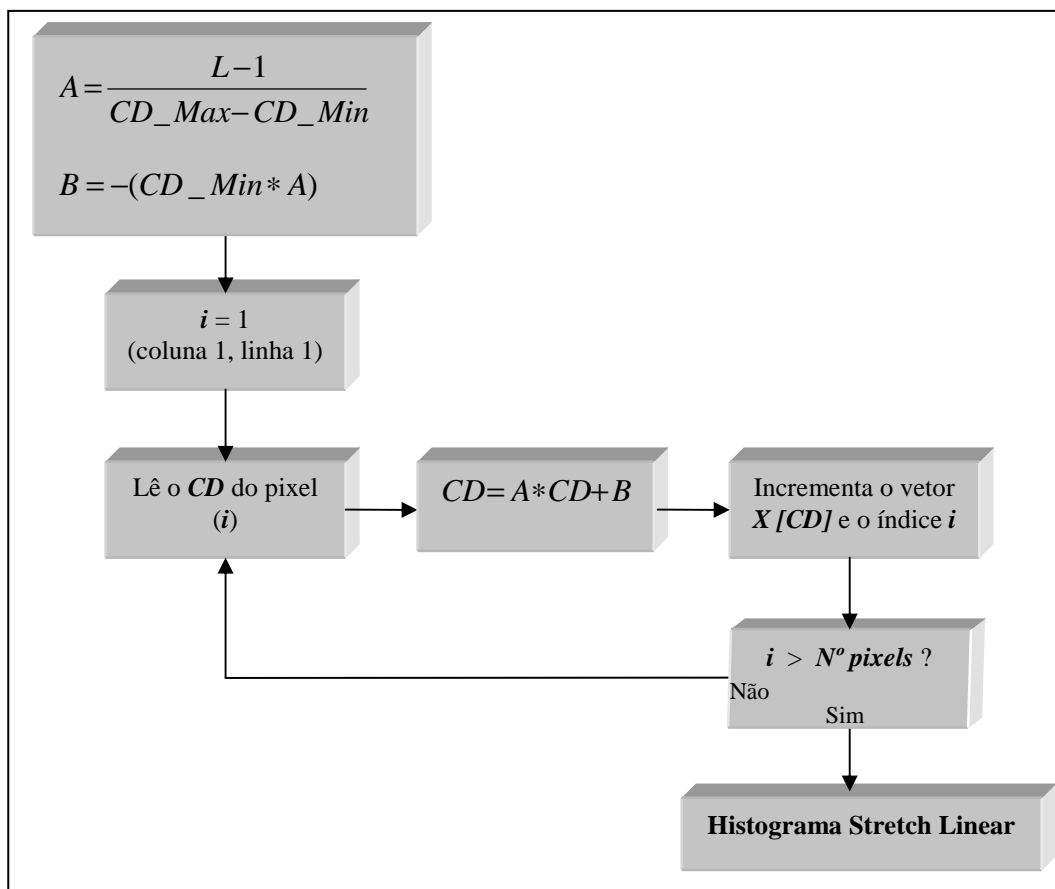 A = L−1 / CD_Max−CD_Min
B = −(CD_Min* A)
i = 1
(coluna 1, linha 1)
Lê o CD do pixel
(i)
CD= A*CD+B
Incrementa o vetor
X [CD] e o índice i
i > Nº pixels ?
Não
Sim
Histograma Stretch Linear